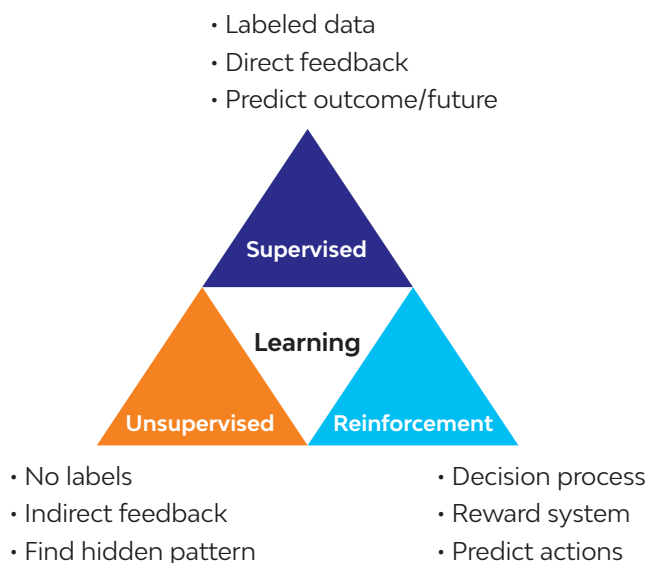 • Labeled data
• Direct feedback
• Predict outcome/future
Supervised
Learning
Unsupervised
Reinforcement
• No labels
• Indirect feedback
• Find hidden pattern
• Decision process
• Reward system
• Predict actions